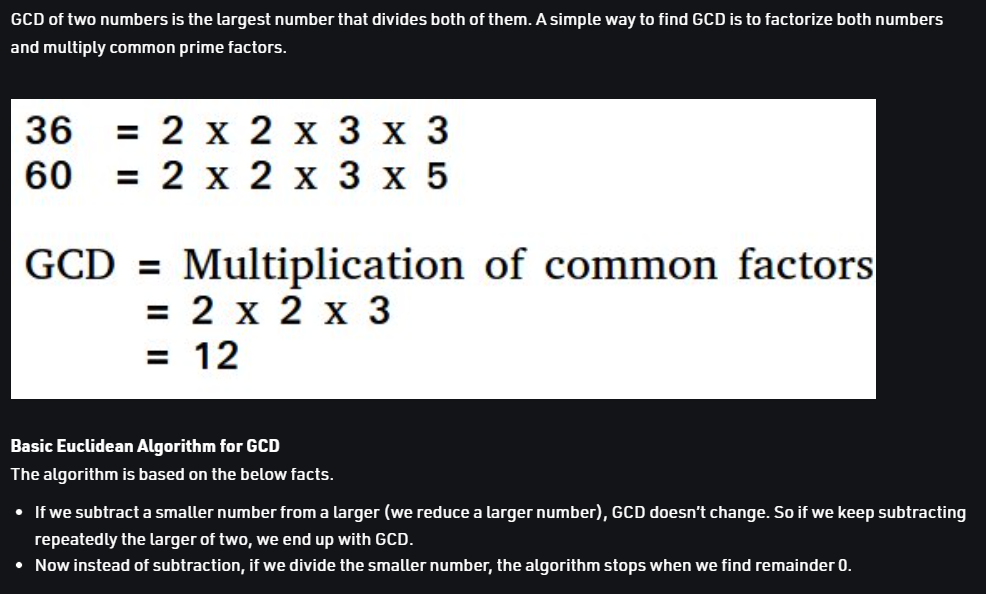 GCD of two numbers is the largest number that divides both of them. A simple way to find GCD is to factorize both numbers
and multiply common prime factors.
36 = 2 x 2 x 3 x 3
60 = 2 x 2 x 3 x 5
GCD = Multiplication of common factors
= 2 x 2 x 3
= 12
Basic Euclidean Algorithm for GCD
The algorithm is based on the below facts.
• If we subtract a smaller number from a larger (we reduce a larger number), GCD doesn't change. So if we keep subtracting
repeatedly the larger of two, we end up with GCD.
• Now instead of subtraction, if we divide the smaller number, the algorithm stops when we find remainder 0.